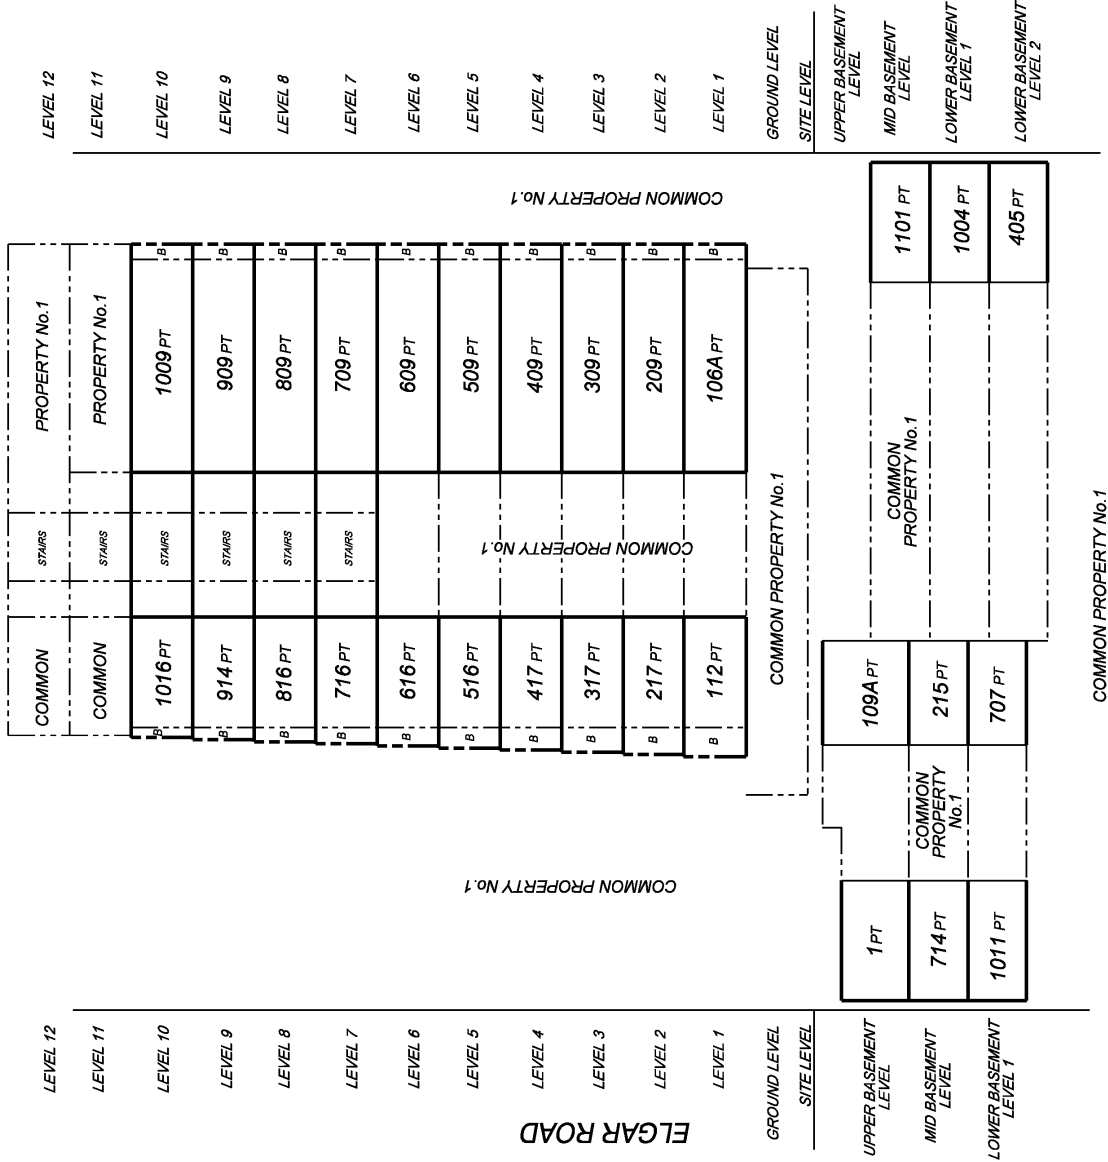 LEVEL 12
COMMON
STAIRS
PROPERTY No.1
LEVEL 12
LEVEL 11
COMMON
STAIRS
PROPERTY No.1
LEVEL 11
LEVEL 10
B
1016 PT
STAIRS
1009 PT
B
LEVEL 10
LEVEL 9
B
914 PT
STAIRS
909 PT
B
LEVEL 9
LEVEL 8
B
816 PT
STAIRS
809 PT
B
LEVEL 8
LEVEL 7
B
716 PT
STAIRS
709 PT
B
LEVEL 7
LEVEL 6
B
616 PT
609 PT
B
LEVEL 6
LEVEL 5
B
516 PT
509 PT
B
LEVEL 5
LEVEL 4
B
417 PT
409 PT
B
LEVEL 4
LEVEL 3
B
317 PT
309 PT
B
LEVEL 3
LEVEL 2
B
217 PT
209 PT
B
LEVEL 2
LEVEL 1
B
112 PT
106A PT
B
LEVEL 1
ELGAR ROAD
COMMON PROPERTY No.1
COMMON PROPERTY No.1
COMMON PROPERTY No.1
GROUND LEVEL
COMMON PROPERTY No.1
GROUND LEVEL
SITE LEVEL
SITE LEVEL
UPPER BASEMENT
LEVEL
1 PT
109A PT
UPPER BASEMENT
LEVEL
MID BASEMENT
LEVEL
714 PT
COMMON
PROPERTY
No.1
215 PT
COMMON
PROPERTY No.1
1101 PT
MID BASEMENT
LEVEL
LOWER BASEMENT
LEVEL 1
1011 PT
707 PT
1004 PT
LOWER BASEMENT
LEVEL 1
405 PT
LOWER BASEMENT
LEVEL 2
COMMON PROPERTY No.1